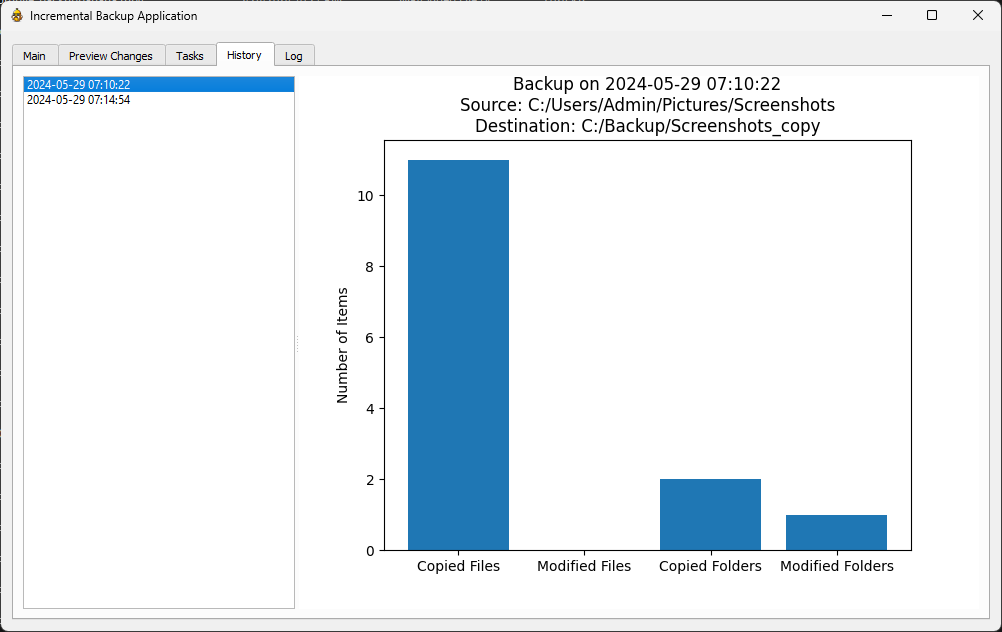 Incremental Backup Application
Main Preview Changes Tasks History Log
2024-05-29 07:10:22
2024-05-29 07:14:54
Backup on 2024-05-29 07:10:22
Source: C:/Users/Admin/Pictures/Screenshots
Destination: C:/Backup/Screenshots_copy
Number of Items
10
8
6
4
2
0
Copied Files Modified Files Copied Folders Modified Folders